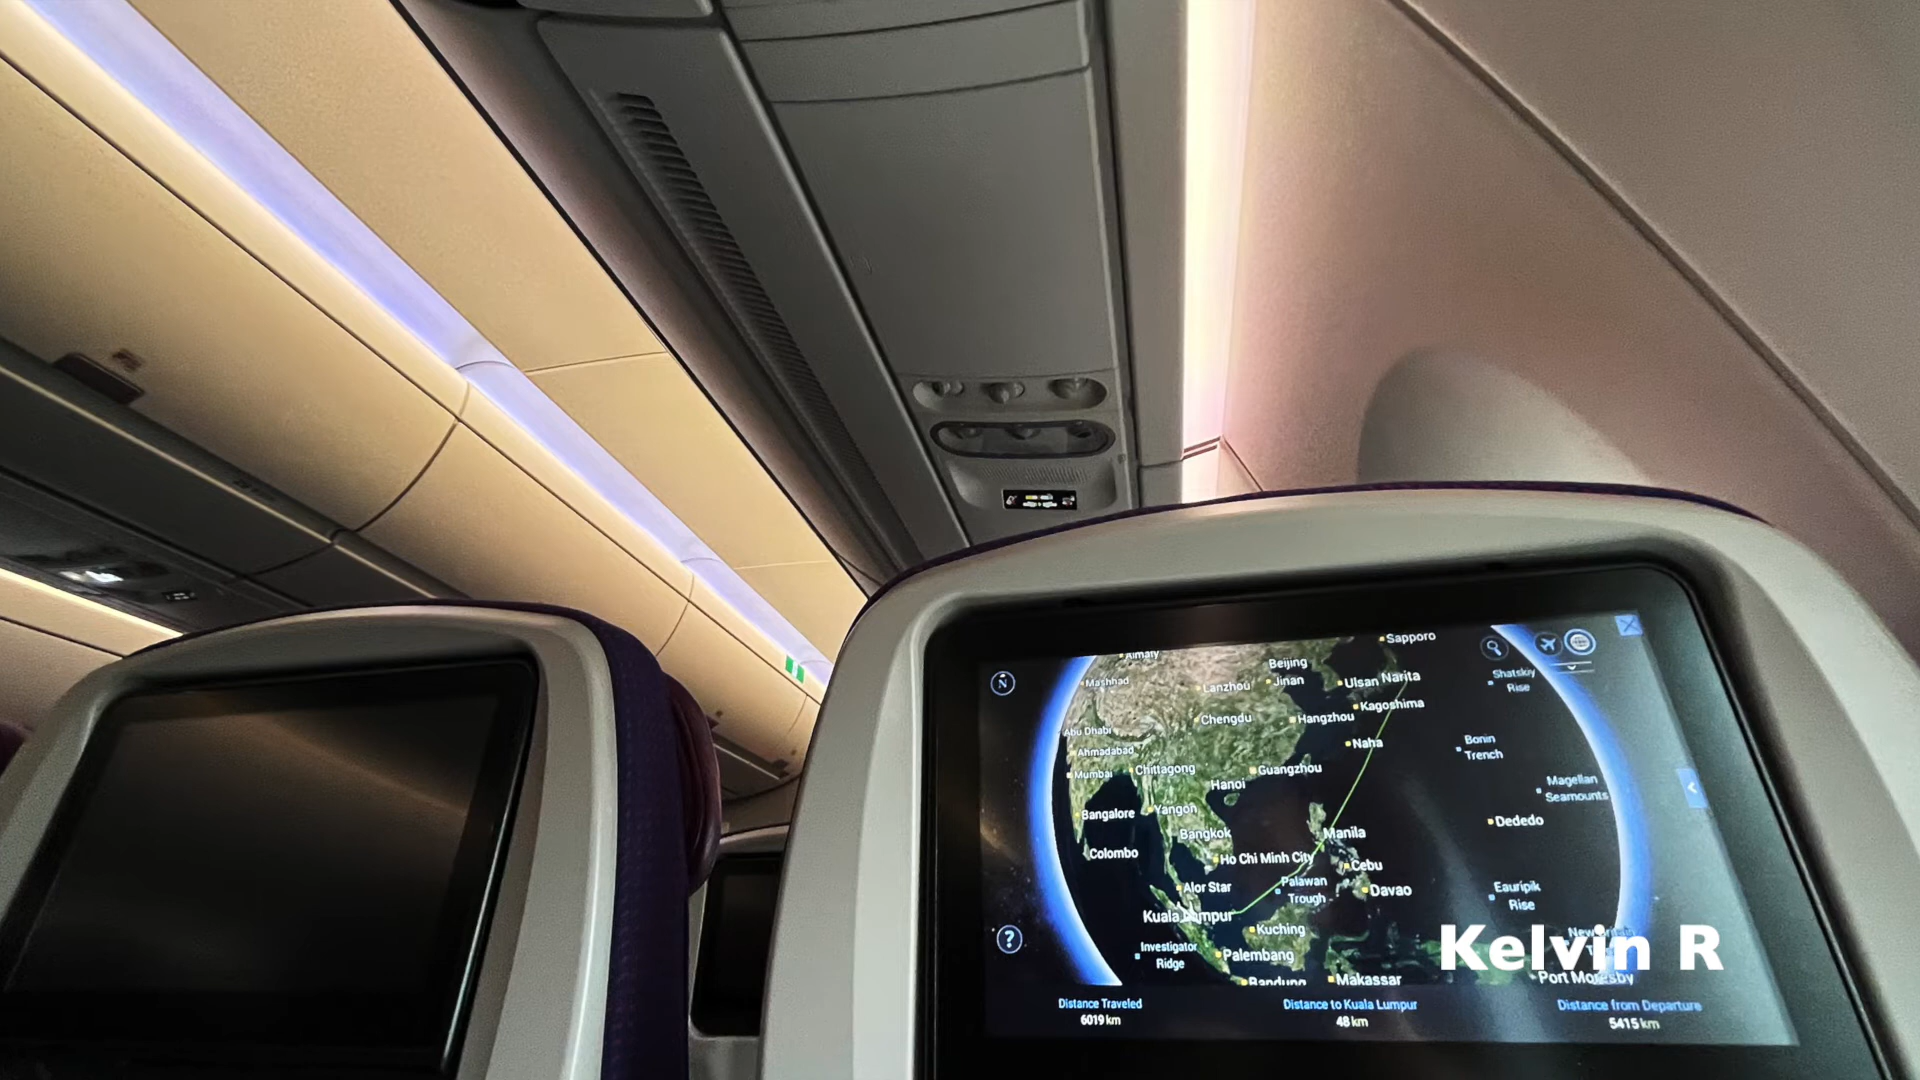 Sapporo
Almaty
Beijing
Mashhad
Lanzhou
Jinan
Ulsan
Narita
Shatskiy
Rise
Kagoshima
Chengdu
Hangzhou
Abu Dhabi
Naha
Bonin
Trench
Ahmadabad
Mumbai
Chittagong
Guangzhou
Hanoi
Magellan
Seamounts
Bangalore
Yangon
Dededo
Bangkok
Manila
Colombo
Ho Chi Minh City
Cebu
Alor Star
Palawan
Trough
Davao
Eauripik
Rise
Kuala Lumpur
Kuching
Investigator
Ridge
Palembang
Bandung
Makassar
Port Moresby
Kelvin R
N
?
Distance Traveled
6019 km
Distance to Kuala Lumpur
48 km
Distance from Departure
5415 km